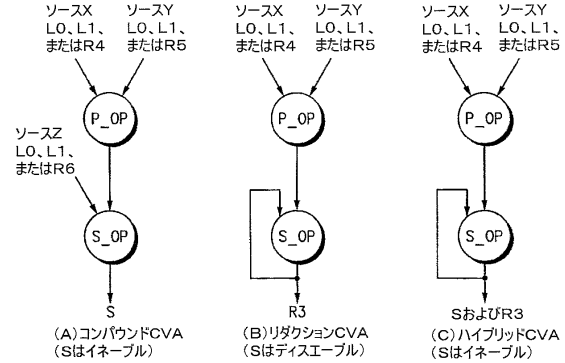 ソースX
L0、L1、
またはR4
ソースY
L0、L1、
またはR5
P_OP
ソースZ
L0、L1、
またはR6
S_OP
S
(A)コンパウンドCVA
(Sはイネーブル)
ソースX
L0、L1、
またはR4
ソースY
L0、L1、
またはR5
P_OP
S_OP
R3
(B)リダクションCVA
(Sはディスエーブル)
ソースX
L0、L1、
またはR4
ソースY
L0、L1、
またはR5
P_OP
S_OP
SおよびR3
(C)ハイブリッドCVA
(Sはイネーブル)